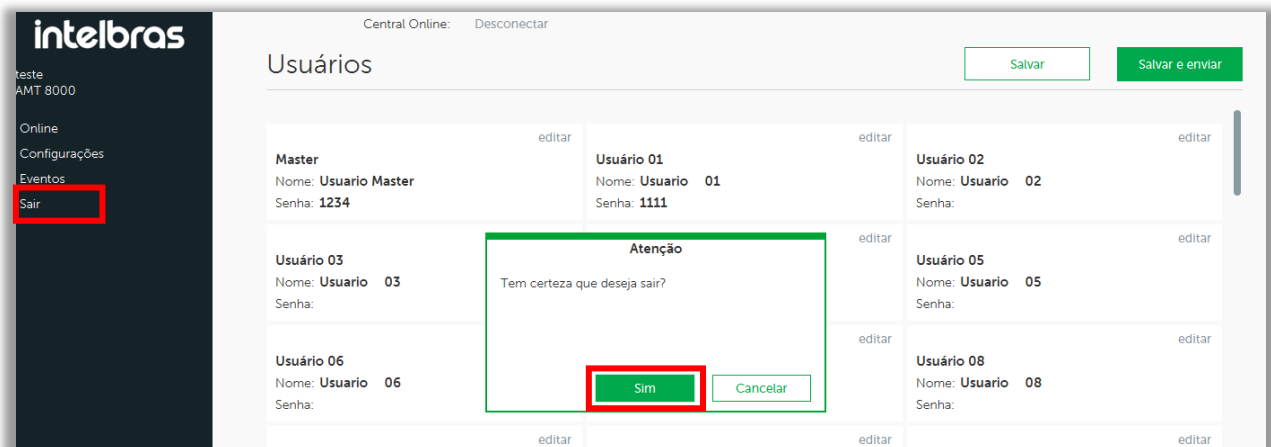 intelbras
teste
AMT 8000
Online
Configurações
Eventos
Sair
Central Online: Desconectar
Usuários
Salvar
Salvar e enviar
editar
Master
Nome: Usuario Master
Senha: 1234
editar
Usuário 01
Nome: Usuario 01
Senha: 1111
editar
Usuário 02
Nome: Usuario 02
Senha:
Usuário 03
Nome: Usuario 03
Senha:
editar
editar
Usuário 05
Nome: Usuario 05
Senha:
Atenção
Tem certeza que deseja sair?
Sim
Cancelar
Usuário 06
Nome: Usuario 06
Senha:
editar
editar
Usuário 08
Nome: Usuario 08
Senha:
editar
editar
editar